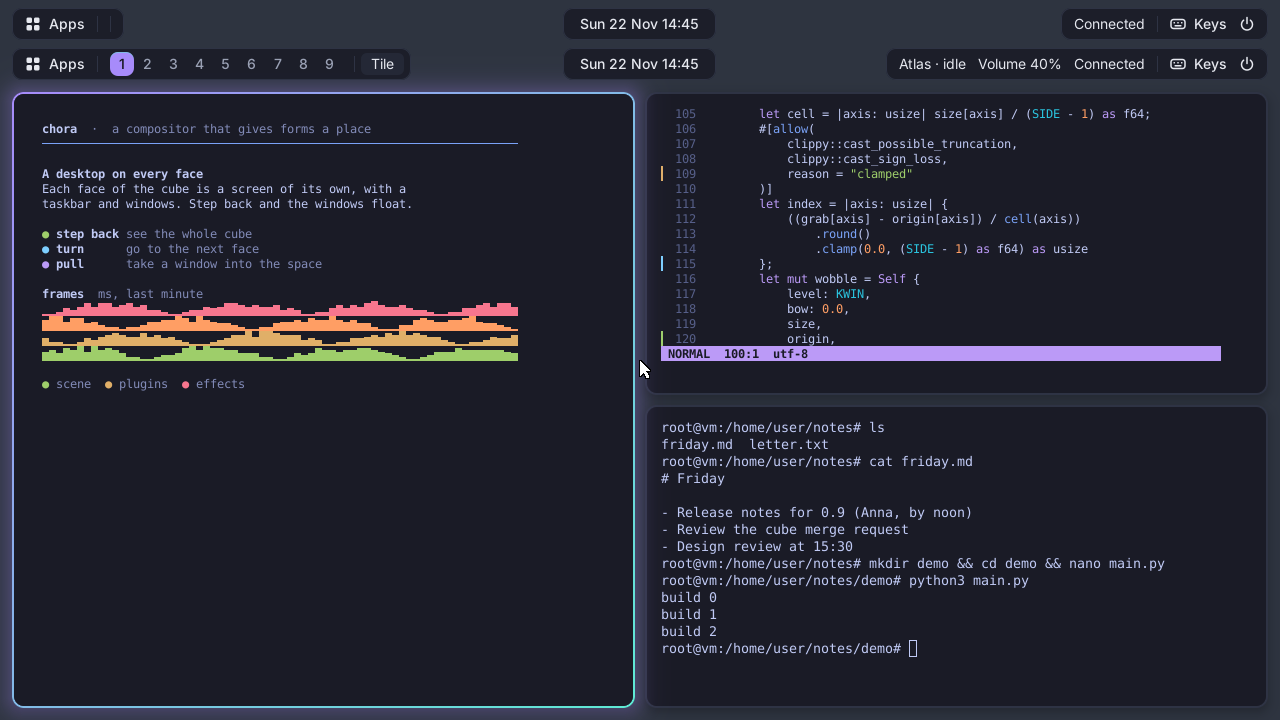 Apps
Sun 22 Nov 14:45
Connected Keys
Apps 1 2 3 4 5 6 7 8 9 Tile
Sun 22 Nov 14:45
Atlas · idle Volume 40% Connected Keys
chora · a compositor that gives forms a place
A desktop on every face
Each face of the cube is a screen of its own, with a
taskbar and windows. Step back and the windows float.
● step back see the whole cube
● turn go to the next face
● pull take a window into the space
frames ms, last minute
● scene ● plugins ● effects
105 let cell = |axis: usize| size[axis] / (SIDE - 1) as f64;
106 #[allow(
107 clippy::cast_possible_truncation,
108 clippy::cast_sign_loss,
109 reason = "clamped"
110 )]
111 let index = |axis: usize| {
112 ((grab[axis] - origin[axis]) / cell(axis))
113 .round()
114 .clamp(0.0, (SIDE - 1) as f64) as usize
115 };
116 let mut wobble = Self {
117 level: KWIN,
118 bow: 0.0,
119 size,
120 origin,
NORMAL 100:1 utf-8
root@vm:/home/user/notes# ls
friday.md letter.txt
root@vm:/home/user/notes# cat friday.md
# Friday
- Release notes for 0.9 (Anna, by noon)
- Review the cube merge request
- Design review at 15:30
root@vm:/home/user/notes# mkdir demo && cd demo && nano main.py
root@vm:/home/user/notes/demo# python3 main.py
build 0
build 1
build 2
root@vm:/home/user/notes/demo#